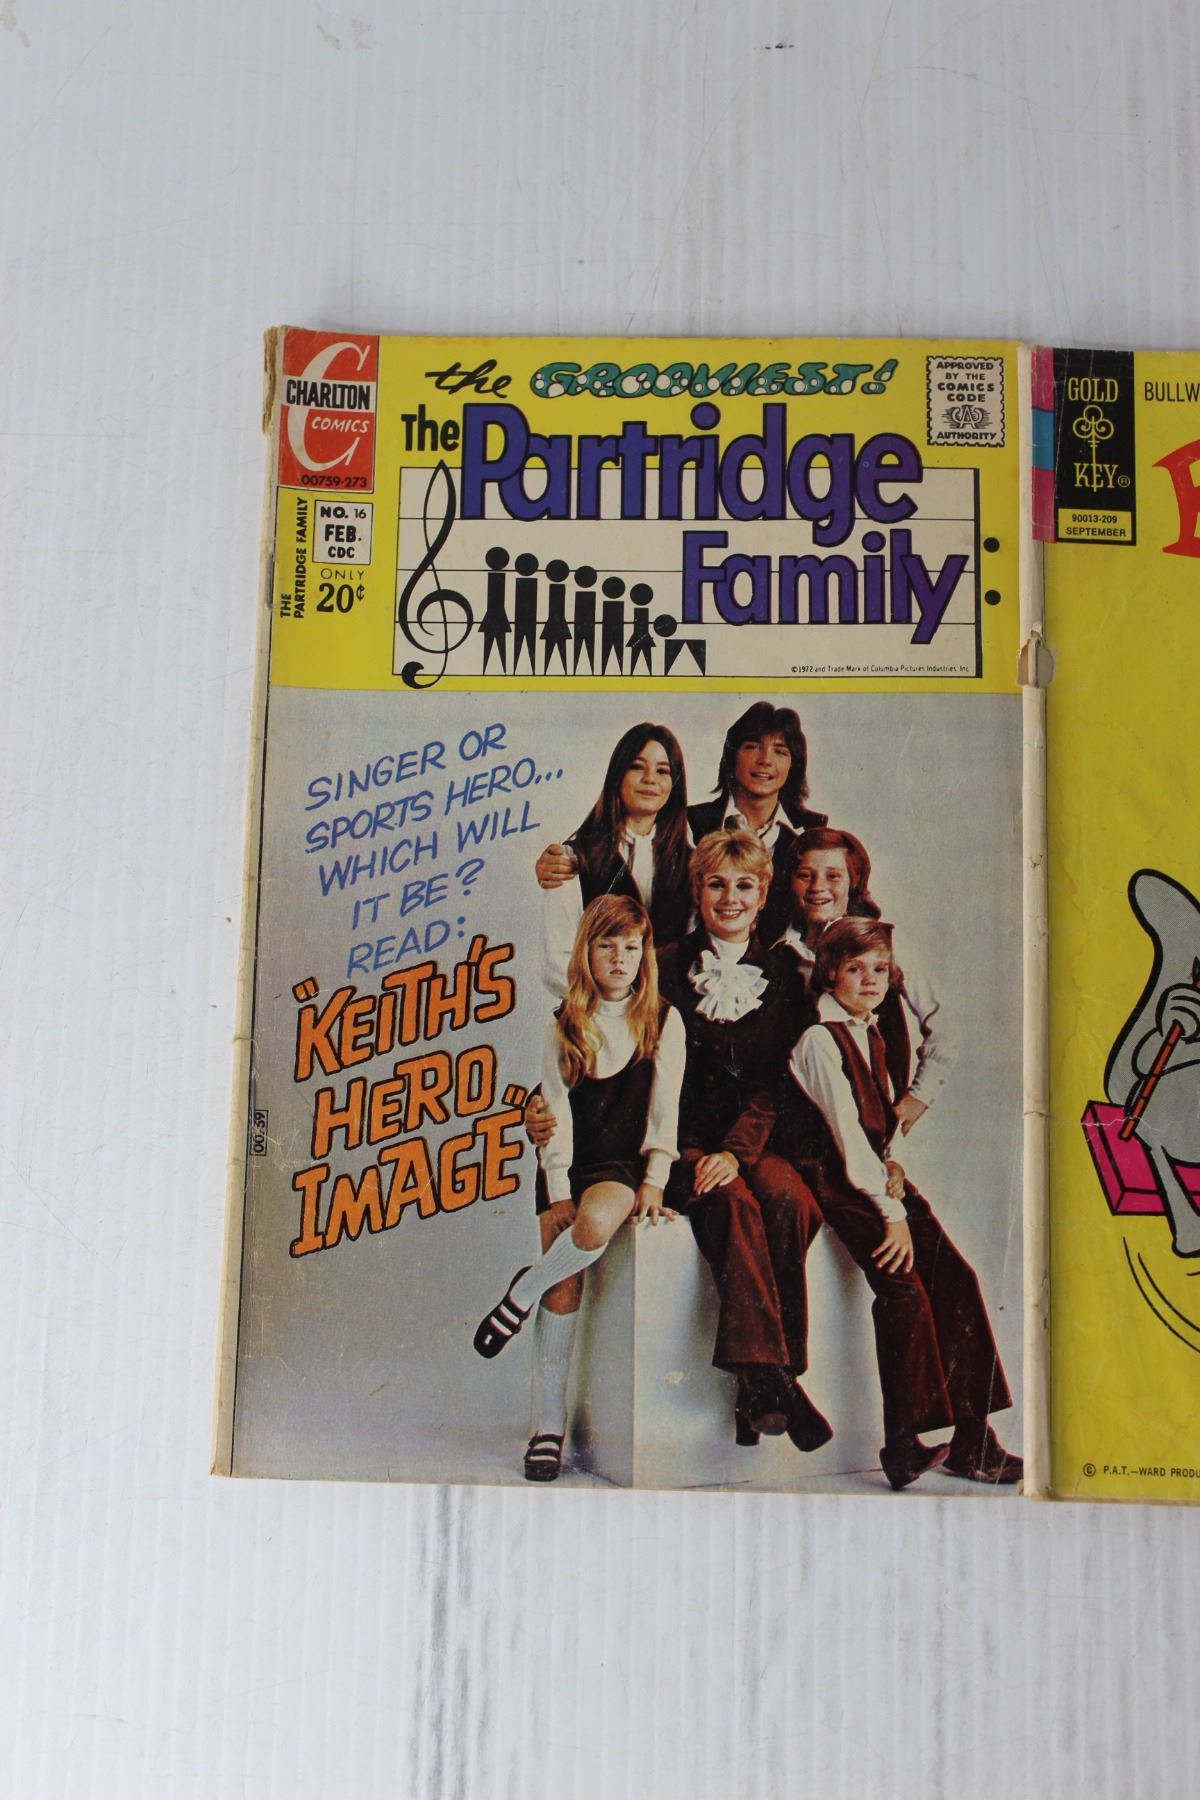 CHARLTON
COMICS
00759-273
NO. 16
FEB.
CDC
ONLY
20¢
THE
PARTRIDGE FAMILY
the GROOVIEST!
The Partridge
Family
APPROVED
BY THE
COMICS
CODE
CA
AUTHORITY
©1972 and Trade Mark of Columbia Pictures Industries, Inc.
SINGER OR
SPORTS HERO...
WHICH WILL
IT BE?
READ:
"KEITH'S
HERO
IMAGE"
GOLD
KEY®
90013-209
SEPTEMBER
BULLW
© P.A.T.—WARD PRODU